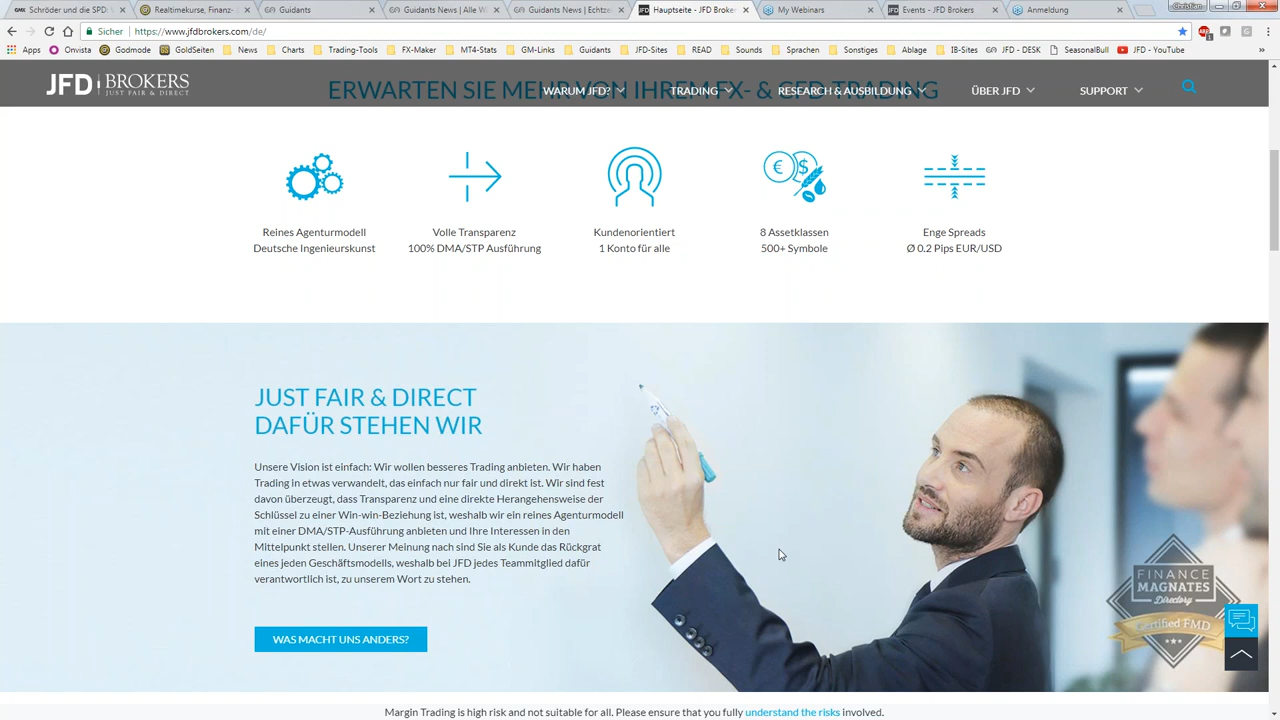 Schröder und die SPD:
Realtimekurse, Finanz-
Guidants
Guidants News | Alle W
Guidants News | Echtze
Hauptseite - JFD Broke
My Webinars
Events - JFD Brokers
Anmeldung
Christian
Sicher
https://www.jfdbrokers.com/de/
Apps
Onvista
Godmode
GoldSeiten
News
Charts
Trading-Tools
FX-Maker
MT4-Stat.
GM-Links
Guidants
JFD-Sites
READ
Sound:
Sprachen
Sonstiges
Ablage
IB-Sites
JFD - DESK
SeasonalBull
JFD - YouTube
JFD BROKERS
JUST FAIR & DIRECT
ERWARTEN SIE MEHR VON IHREM FX- & CFD-TRADING
WARUM JFD?
TRADING
RESEARCH & AUSBILDUNG
ÜBER JFD
SUPPORT
Reines Agenturmodell
Deutsche Ingenieurskunst
Volle Transparenz
100% DMA/STP Ausführung
Kundenorientiert
1 Konto für alle
8 Assetklassen
500+ Symbole
Enge Spreads
Ø 0.2 Pips EUR/USD
JUST FAIR & DIRECT
DAFÜR STEHEN WIR
Unsere Vision ist einfach: Wir wollen besseres Trading anbieten. Wir haben
Trading in etwas verwandelt, das einfach nur fair und direkt ist. Wir sind fest
davon überzeugt, dass Transparenz und eine direkte Herangehensweise der
Schlüssel zu einer Win-win-Beziehung ist, weshalb wir ein reines Agenturmodell
mit einer DMA/STP-Ausführung anbieten und Ihre Interessen in den
Mittelpunkt stellen. Unserer Meinung nach sind Sie als Kunde das Rückgrat
eines jeden Geschäftsmodells, weshalb bei JFD jedes Teammitglied dafür
verantwortlich ist, zu unserem Wort zu stehen.
WAS MACHT UNS ANDERS?
FINANCE
MAGNATES
Directory
Certified FMD
Margin Trading is high risk and not suitable for all. Please ensure that you fully understand the risks involved.